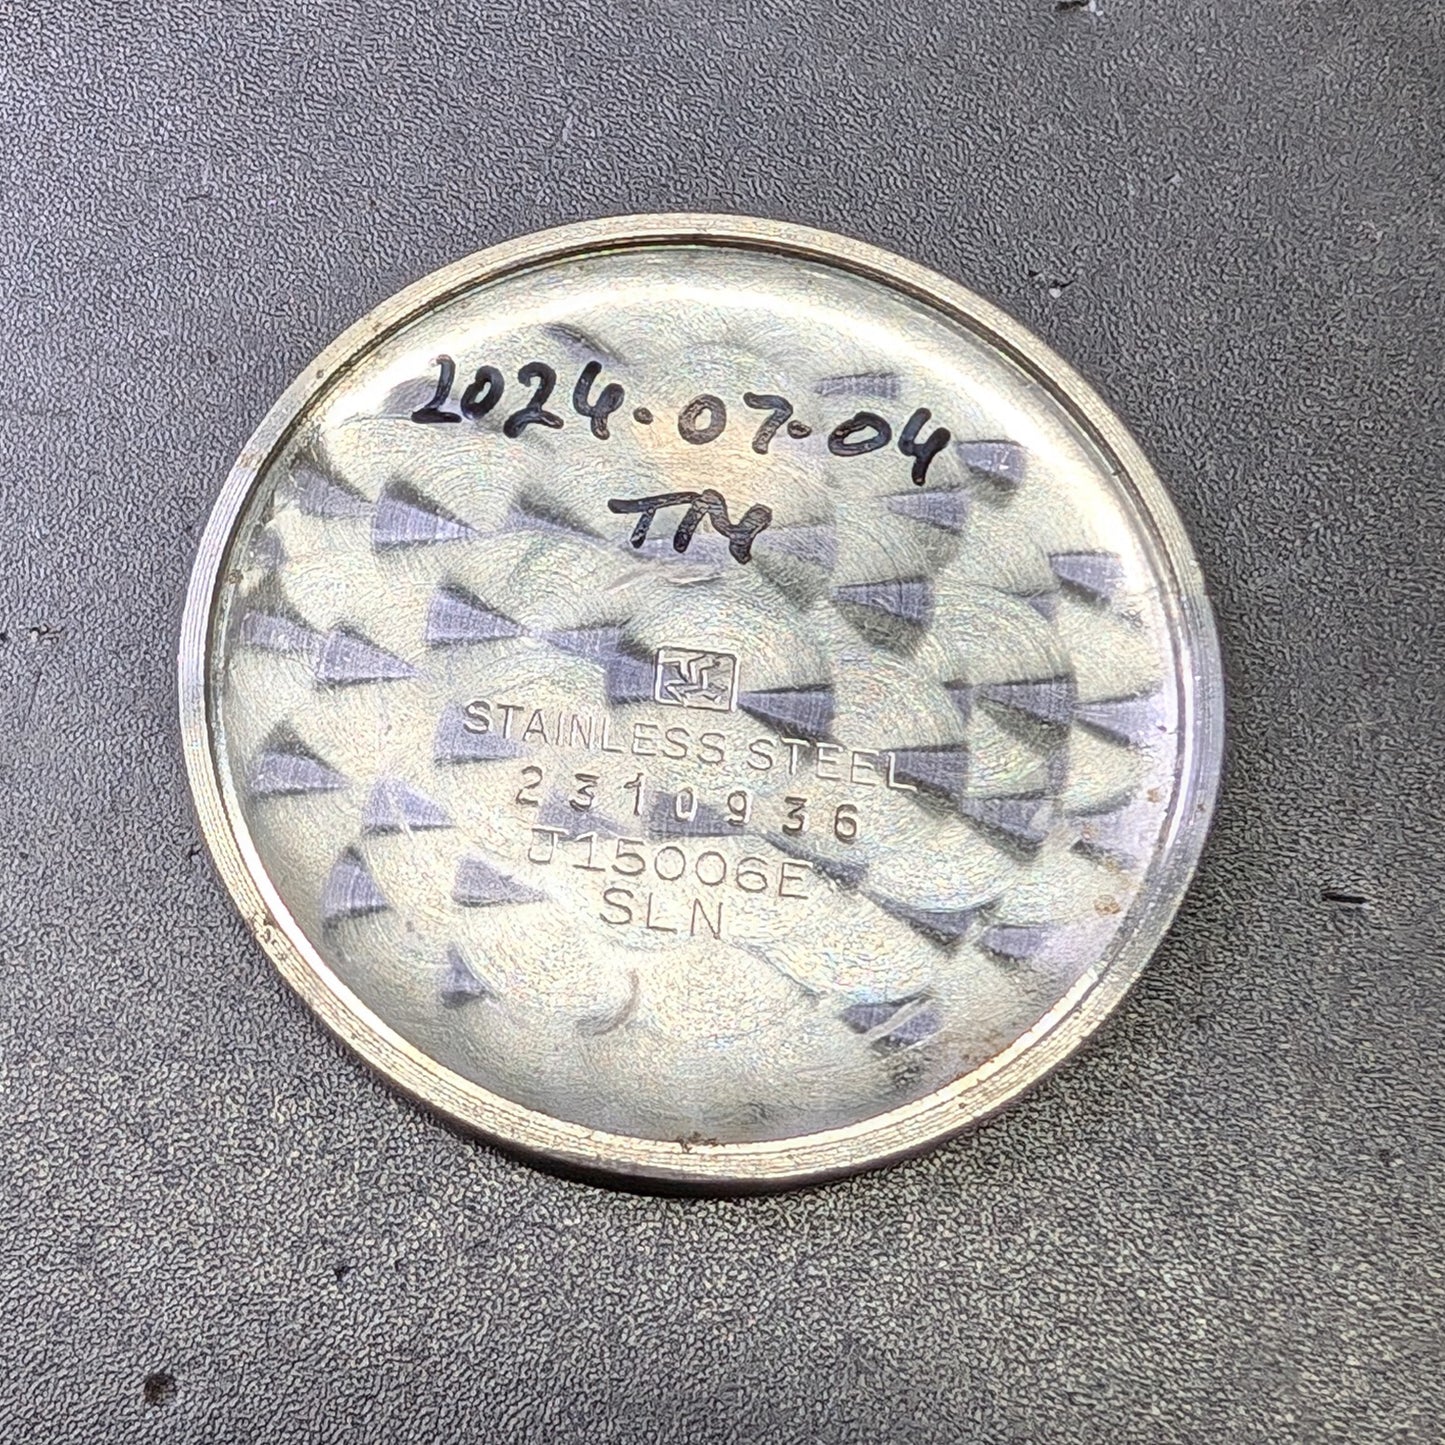 2024-07-04
TM
STAINLESS STEEL
2310936
J15006E
SLN